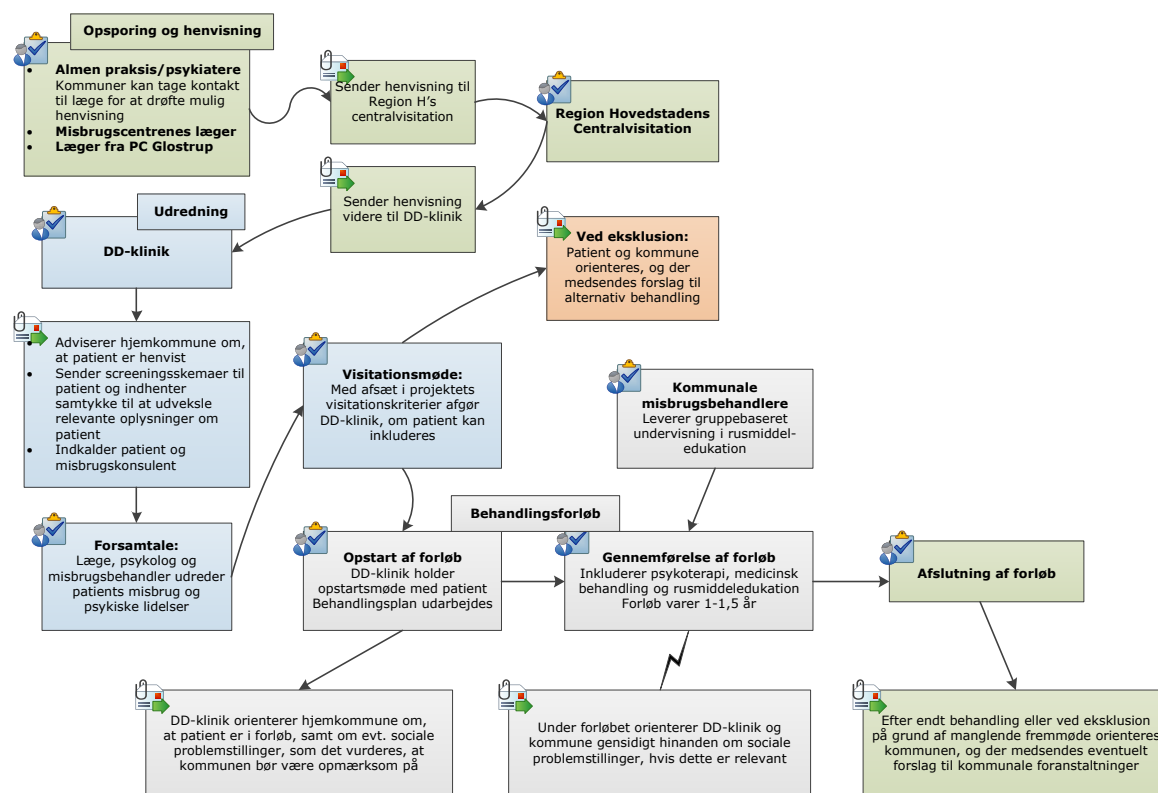 Opsporing og henvisning
• Almen praksis/psykiatere
Kommuner kan tage kontakt
til læge for at drøfte mulig
henvisning
• Misbrugscentrenes læger
• Læger fra PC Glostrup
Sender henvisning til
Region H's
centralvisitation
Region Hovedstadens
Centralvisitation
Sender henvisning
videre til DD-klinik
Udredning
DD-klinik
Ved eksklusion:
Patient og kommune
orienteres, og der
medsendes forslag til
alternativ behandling
• Adviserer hjemkommune om,
at patient er henvist
• Sender screeningsskemaer til
patient og indhenter
samtykke til at udveksle
relevante oplysninger om
patient
• Indkalder patient og
misbrugskonsulent
Visitationsmøde:
Med afsæt i projektets
visitationskriterier afgør
DD-klinik, om patient kan
inkluderes
Kommunale
misbrugsbehandlere
Leverer gruppebaseret
undervisning i rusmiddel-
edukation
Forsamtale:
Læge, psykolog og
misbrugsbehandler udreder
patients misbrug og
psykiske lidelser
Behandlingsforløb
Opstart af forløb
DD-klinik holder
opstartsmøde med patient
Behandlingsplan udarbejdes
Gennemførelse af forløb
Inkluderer psykoterapi, medicinsk
behandling og rusmiddeledukation
Forløb varer 1-1,5 år
Afslutning af forløb
DD-klinik orienterer hjemkommune om,
at patient er i forløb, samt om evt. sociale
problemstillinger, som det vurderes, at
kommunen bør være opmærksom på
Under forløbet orienterer DD-klinik og
kommune gensidigt hinanden om sociale
problemstillinger, hvis dette er relevant
Efter endt behandling eller ved eksklusion
på grund af manglende fremmøde orienteres
kommunen, og der medsendes eventuelt
forslag til kommunale foranstaltninger